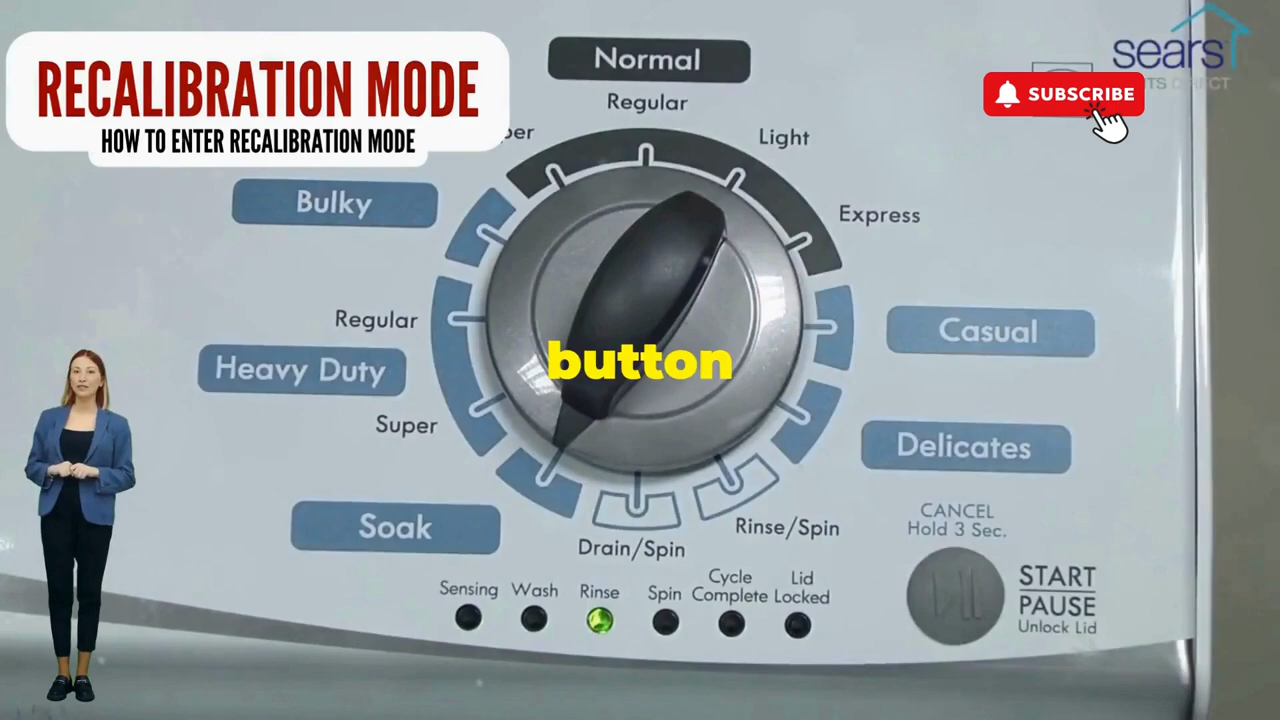 RECALIBRATION MODE
HOW TO ENTER RECALIBRATION MODE
sears
SUBSCRIBE
Normal
Regular
Light
Express
Bulky
Regular
Heavy Duty
Super
Casual
Delicates
button
Soak
Drain/Spin
Rinse/Spin
CANCEL
Hold 3 Sec.
Sensing
Wash
Rinse
Spin
Cycle
Complete
Lid
Locked
START
PAUSE
Unlock Lid